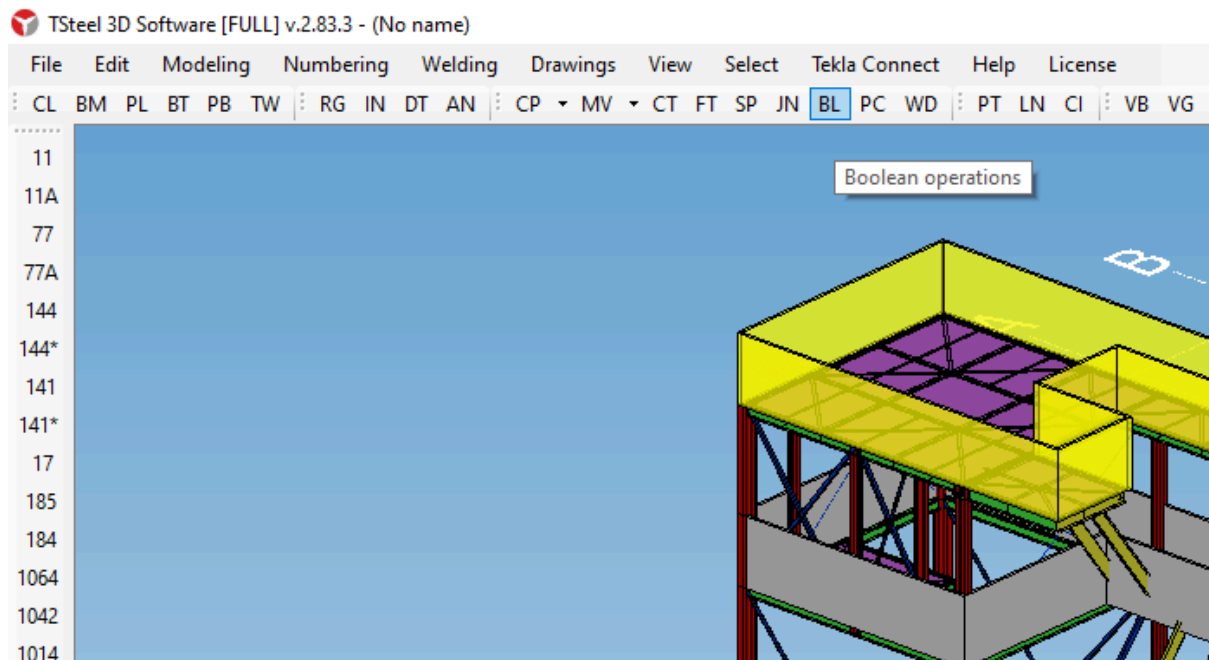 TSteel 3D Software [FULL] v.2.83.3 - (No name)
File Edit Modeling Numbering Welding Drawings View Select Tekla Connect Help License
CL BM PL BT PB TW RG IN DT AN CP MV CT FT SP JN BL PC WD PT LN CI VB VG
Boolean operations
11
11A
77
77A
144
144*
141
141*
17
185
184
1064
1042
1014
B
A